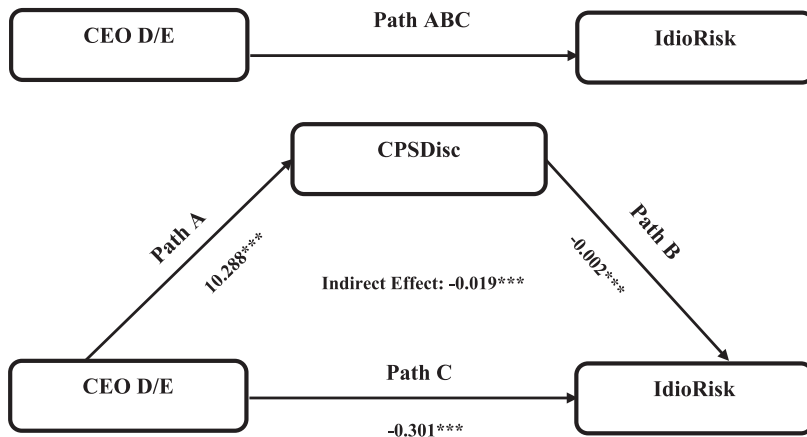 Path ABC
CEO D/E
IdioRisk
CPSDisc
Path A
10.288***
Path B
-0.002***
Indirect Effect: -0.019***
CEO D/E
Path C
IdioRisk
-0.301***